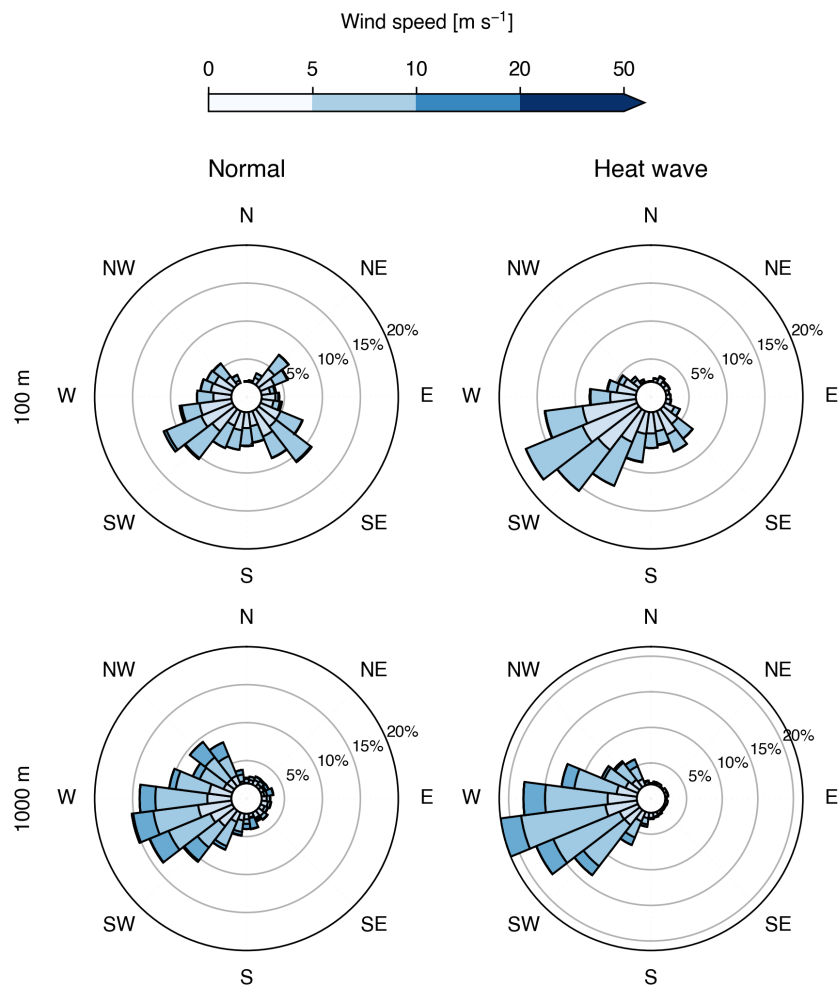 Wind speed [m s⁻¹]
0 5 10 20 50
Normal Heat wave
100 m
N
NW NE
20%
15%
10%
5%
W E
SW SE
S
N
NW NE
20%
15%
10%
5%
W E
SW SE
S
1000 m
N
NW NE
20%
15%
10%
5%
W E
SW SE
S
N
NW NE
20%
15%
10%
5%
W E
SW SE
S